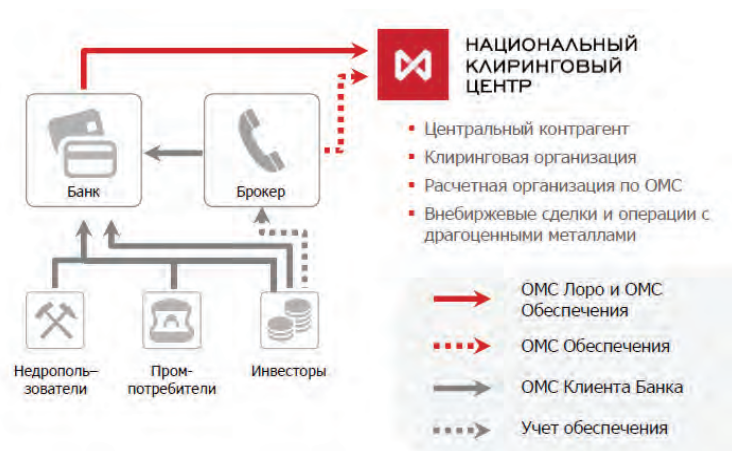 НАЦИОНАЛЬНЫЙ
КЛИРИНГОВЫЙ
ЦЕНТР
▪ Центральный контрагент
▪ Клиринговая организация
▪ Расчетная организация по ОМС
▪ Внебиржевые сделки и операции с
драгоценными металлами
Банк
Брокер
Недрополь–
зователи
Пром-
потребители
Инвесторы
ОМС Лоро и ОМС
Обеспечения
ОМС Обеспечения
ОМС Клиента Банка
Учет обеспечения